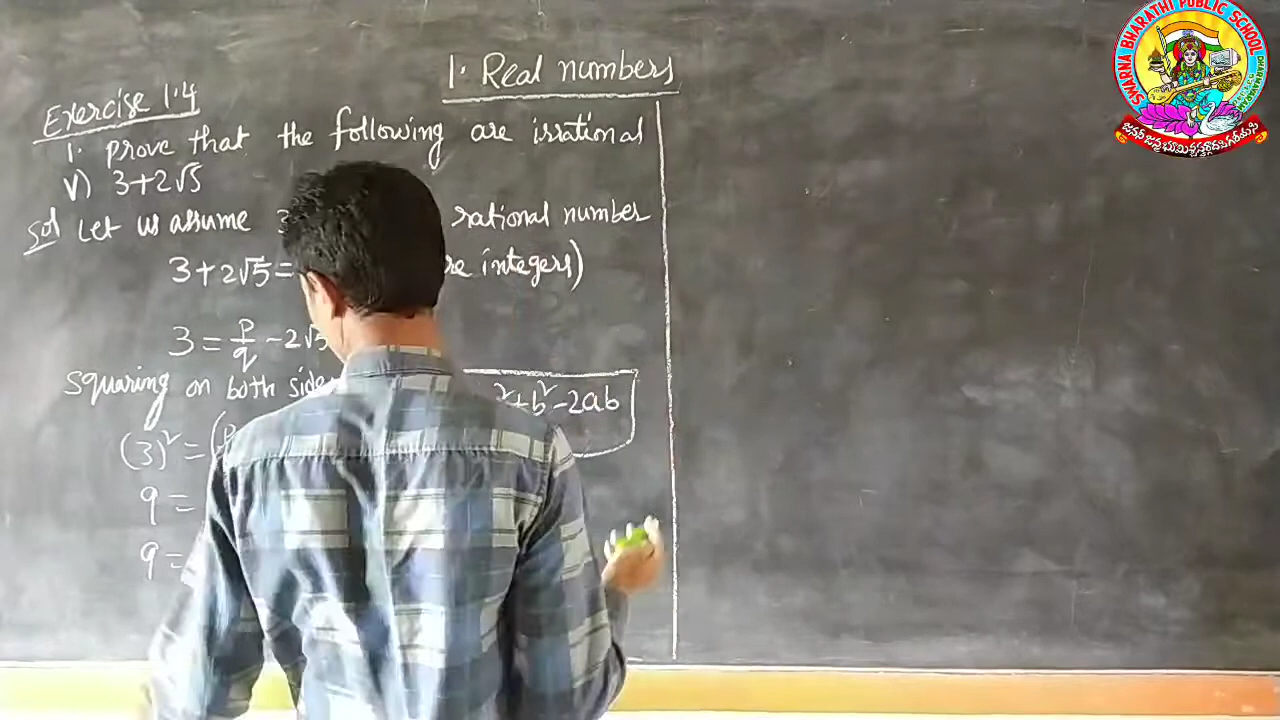 1. Real numbers
Exercise 1.4
1. prove that the following are irrational
V) 3+2√5
Sol Let us assume 3 rational number
3+2√5= are integers)
3 = p/q -2√5
Squaring on both sides
²+b²-2ab
(3)² = (p
9 =
9 =
SWARNA BHARATHI PUBLIC SCHOOL